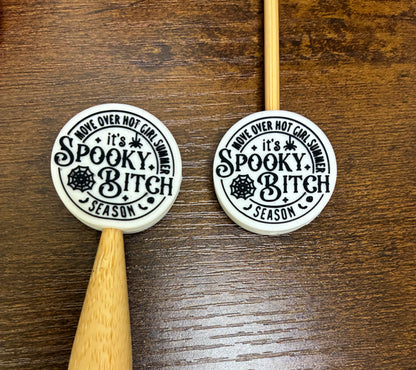 MOVE OVER HOT GIRL SUMMER
it's
SPOOKY
BITCH
SEASON
MOVE OVER HOT GIRL SUMMER
it's
SPOOKY
BITCH
SEASON